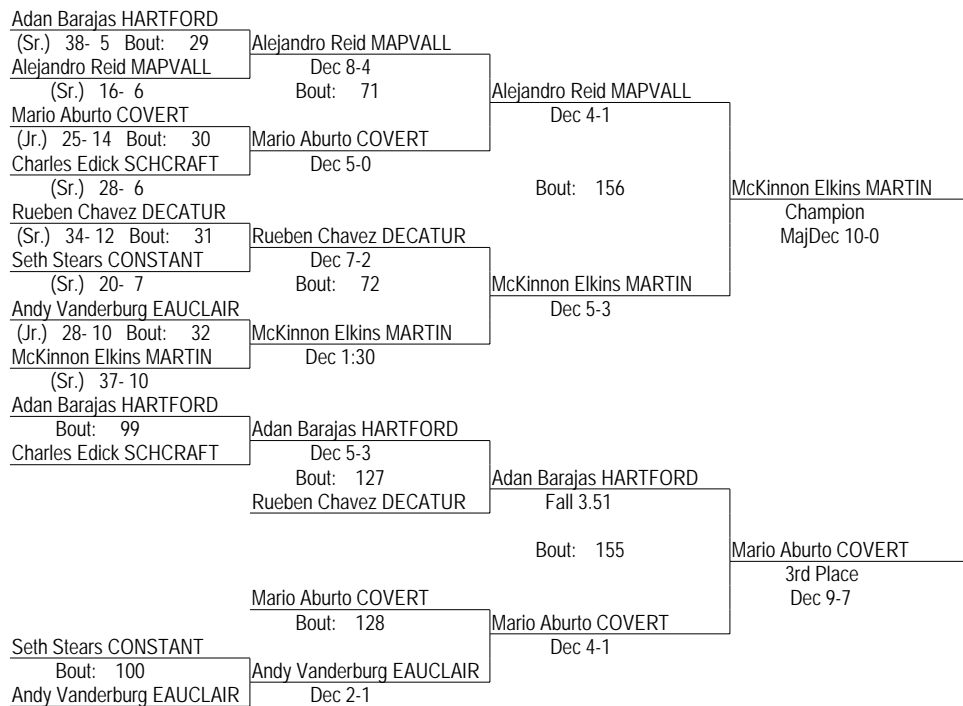 Adan Barajas HARTFORD
(Sr.) 38- 5 Bout: 29
Alejandro Reid MAPVALL
(Sr.) 16- 6
Mario Aburto COVERT
(Jr.) 25- 14 Bout: 30
Charles Edick SCHCRAFT
(Sr.) 28- 6
Rueben Chavez DECATUR
(Sr.) 34- 12 Bout: 31
Seth Stears CONSTANT
(Sr.) 20- 7
Andy Vanderburg EAUCLAIR
(Jr.) 28- 10 Bout: 32
McKinnon Elkins MARTIN
(Sr.) 37- 10
Alejandro Reid MAPVALL
Dec 8-4
Bout: 71
Mario Aburto COVERT
Dec 5-0
Rueben Chavez DECATUR
Dec 7-2
Bout: 72
McKinnon Elkins MARTIN
Dec 1:30
Alejandro Reid MAPVALL
Dec 4-1
Bout: 156
McKinnon Elkins MARTIN
Dec 5-3
McKinnon Elkins MARTIN
Champion
MajDec 10-0
Adan Barajas HARTFORD
Bout: 99
Charles Edick SCHCRAFT
Adan Barajas HARTFORD
Dec 5-3
Bout: 127
Rueben Chavez DECATUR
Seth Stears CONSTANT
Bout: 100
Andy Vanderburg EAUCLAIR
Mario Aburto COVERT
Bout: 128
Andy Vanderburg EAUCLAIR
Dec 2-1
Adan Barajas HARTFORD
Fall 3.51
Bout: 155
Mario Aburto COVERT
Dec 4-1
Mario Aburto COVERT
3rd Place
Dec 9-7